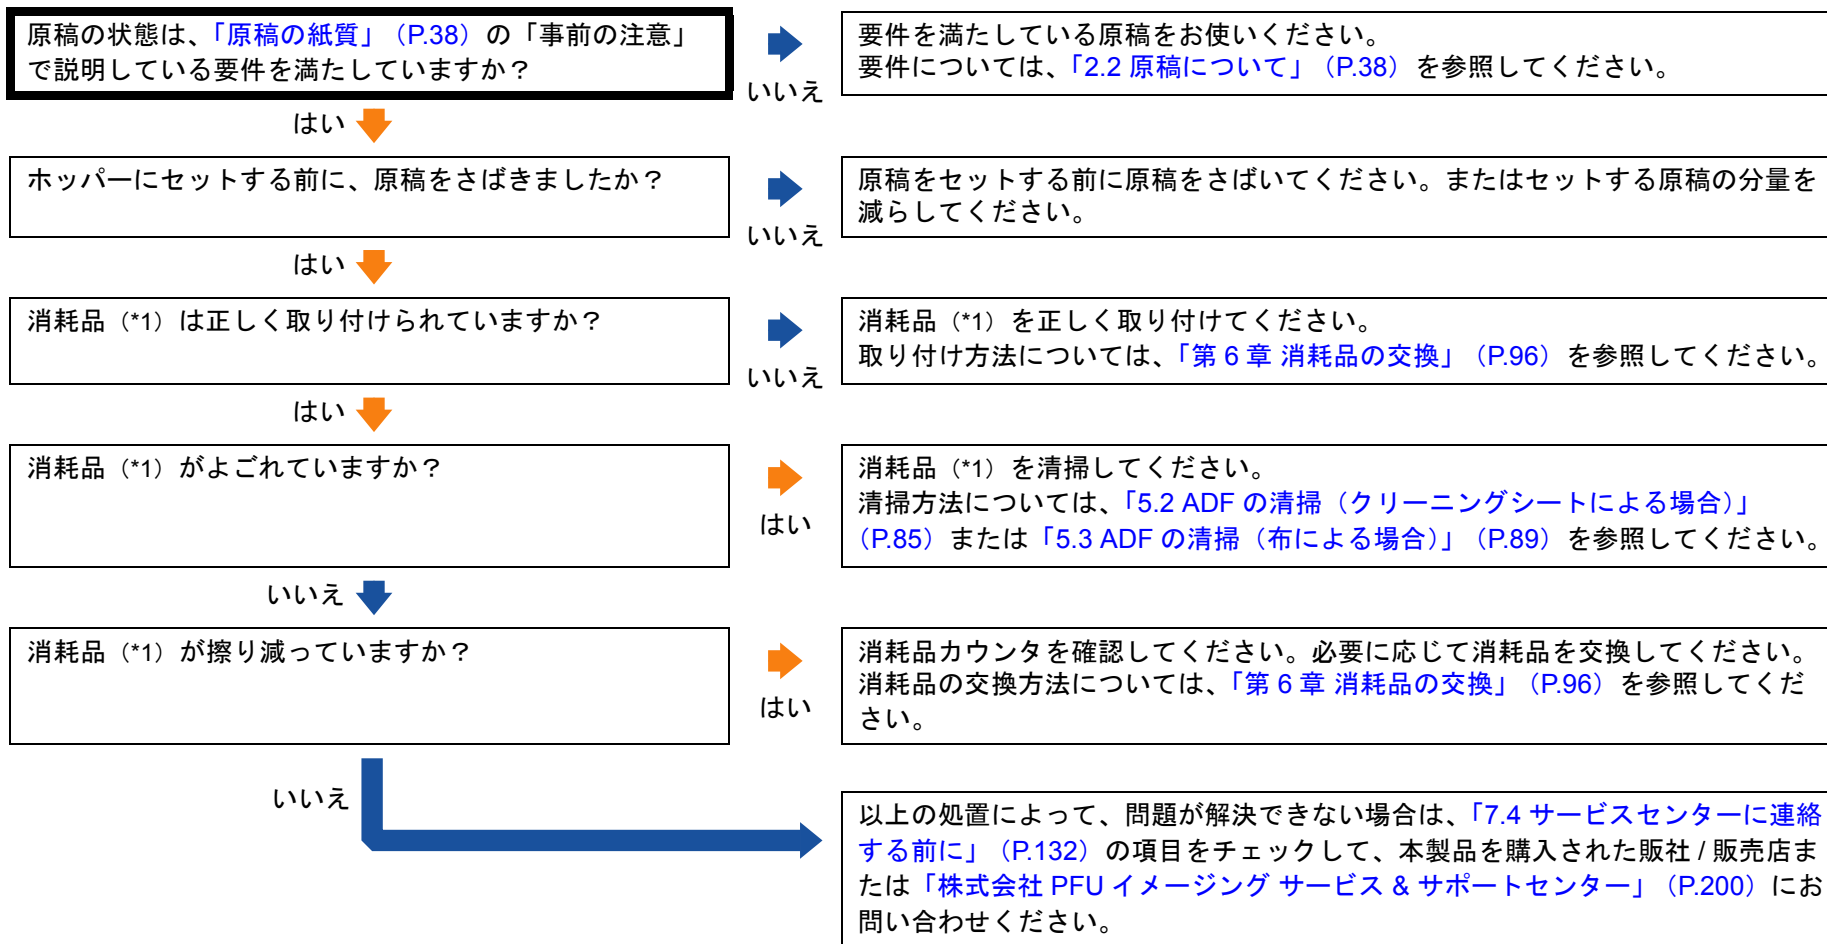 原稿の状態は、「原稿の紙質」（P.38）の「事前の注意」
で説明している要件を満たしていますか？
いいえ
要件を満たしている原稿をお使いください。
要件については、「2.2 原稿について」（P.38）を参照してください。
はい
ホッパーにセットする前に、原稿をさばきましたか？
いいえ
原稿をセットする前に原稿をさばいてください。またはセットする原稿の分量を
減らしてください。
はい
消耗品（*1）は正しく取り付けられていますか？
いいえ
消耗品（*1）を正しく取り付けてください。
取り付け方法については、「第 6 章 消耗品の交換」（P.96）を参照してください。
はい
消耗品（*1）がよごれていますか？
はい
消耗品（*1）を清掃してください。
清掃方法については、「5.2 ADF の清掃（クリーニングシートによる場合）」
（P.85）または「5.3 ADF の清掃（布による場合）」（P.89）を参照してください。
いいえ
消耗品（*1）が擦り減っていますか？
はい
消耗品カウンタを確認してください。必要に応じて消耗品を交換してください。
消耗品の交換方法については、「第 6 章 消耗品の交換」（P.96）を参照してくだ
さい。
いいえ
以上の処置によって、問題が解決できない場合は、「7.4 サービスセンターに連絡
する前に」（P.132）の項目をチェックして、本製品を購入された販社 / 販売店ま
たは「株式会社 PFU イメージング サービス & サポートセンター」（P.200）にお
問い合わせください。